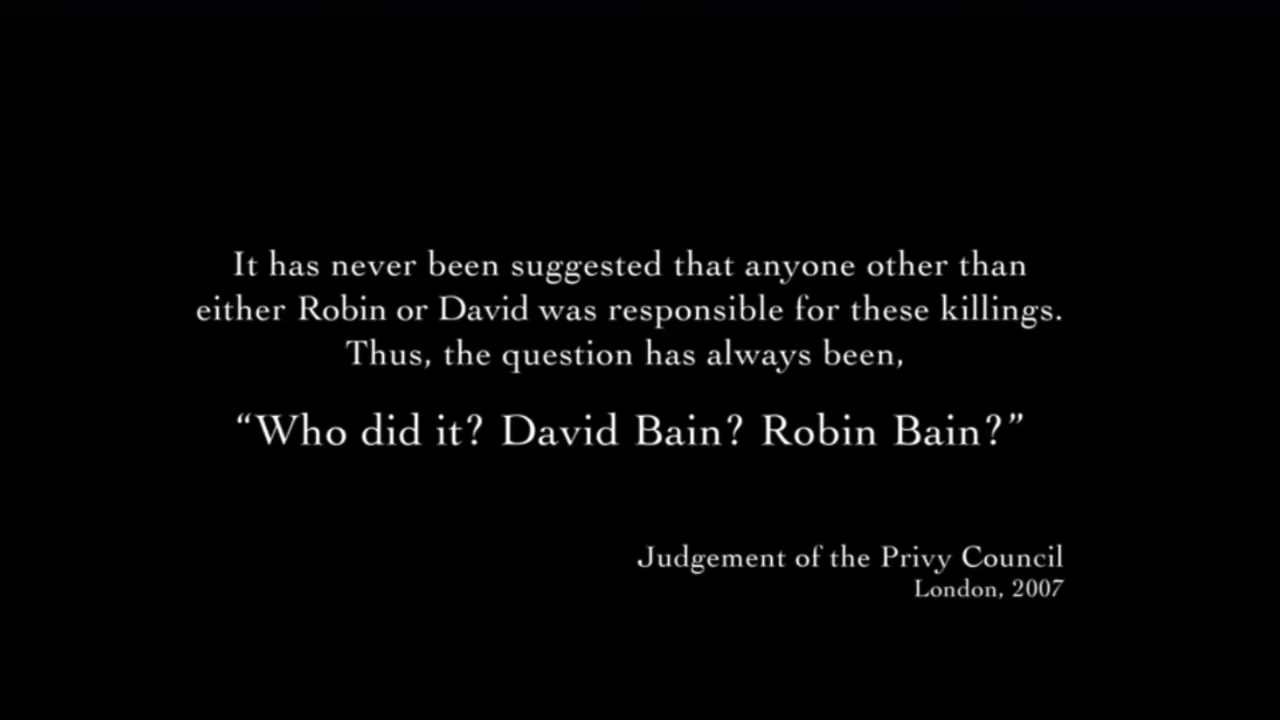 It has never been suggested that anyone other than
either Robin or David was responsible for these killings.
Thus, the question has always been,
“Who did it? David Bain? Robin Bain?”
Judgement of the Privy Council
London, 2007